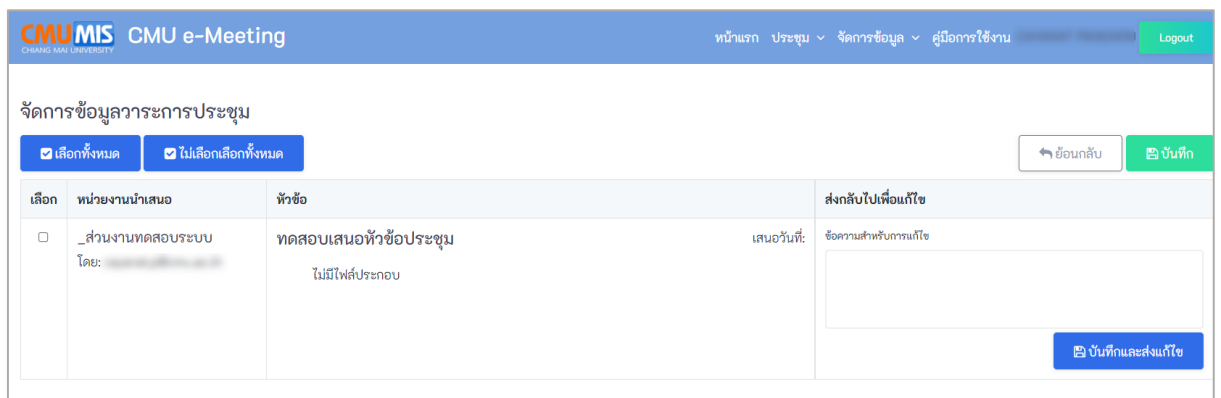 CMU MIS CMU e-Meeting หน้าแรก ประชุม จัดการข้อมูล คู่มือการใช้งาน Logout
CHIANG MAI UNIVERSITY
จัดการข้อมูลวาระการประชุม
เลือกทั้งหมด ไม่เลือกเลือกทั้งหมด ย้อนกลับ บันทึก
เลือก หน่วยงานนำเสนอ หัวข้อ ส่งกลับไปเพื่อแก้ไข
_ส่วนงานทดสอบระบบ ทดสอบเสนอหัวข้อประชุม เสนอวันที่: ข้อความสำหรับการแก้ไข
โดย:
ไม่มีไฟล์ประกอบ
บันทึกและส่งแก้ไข